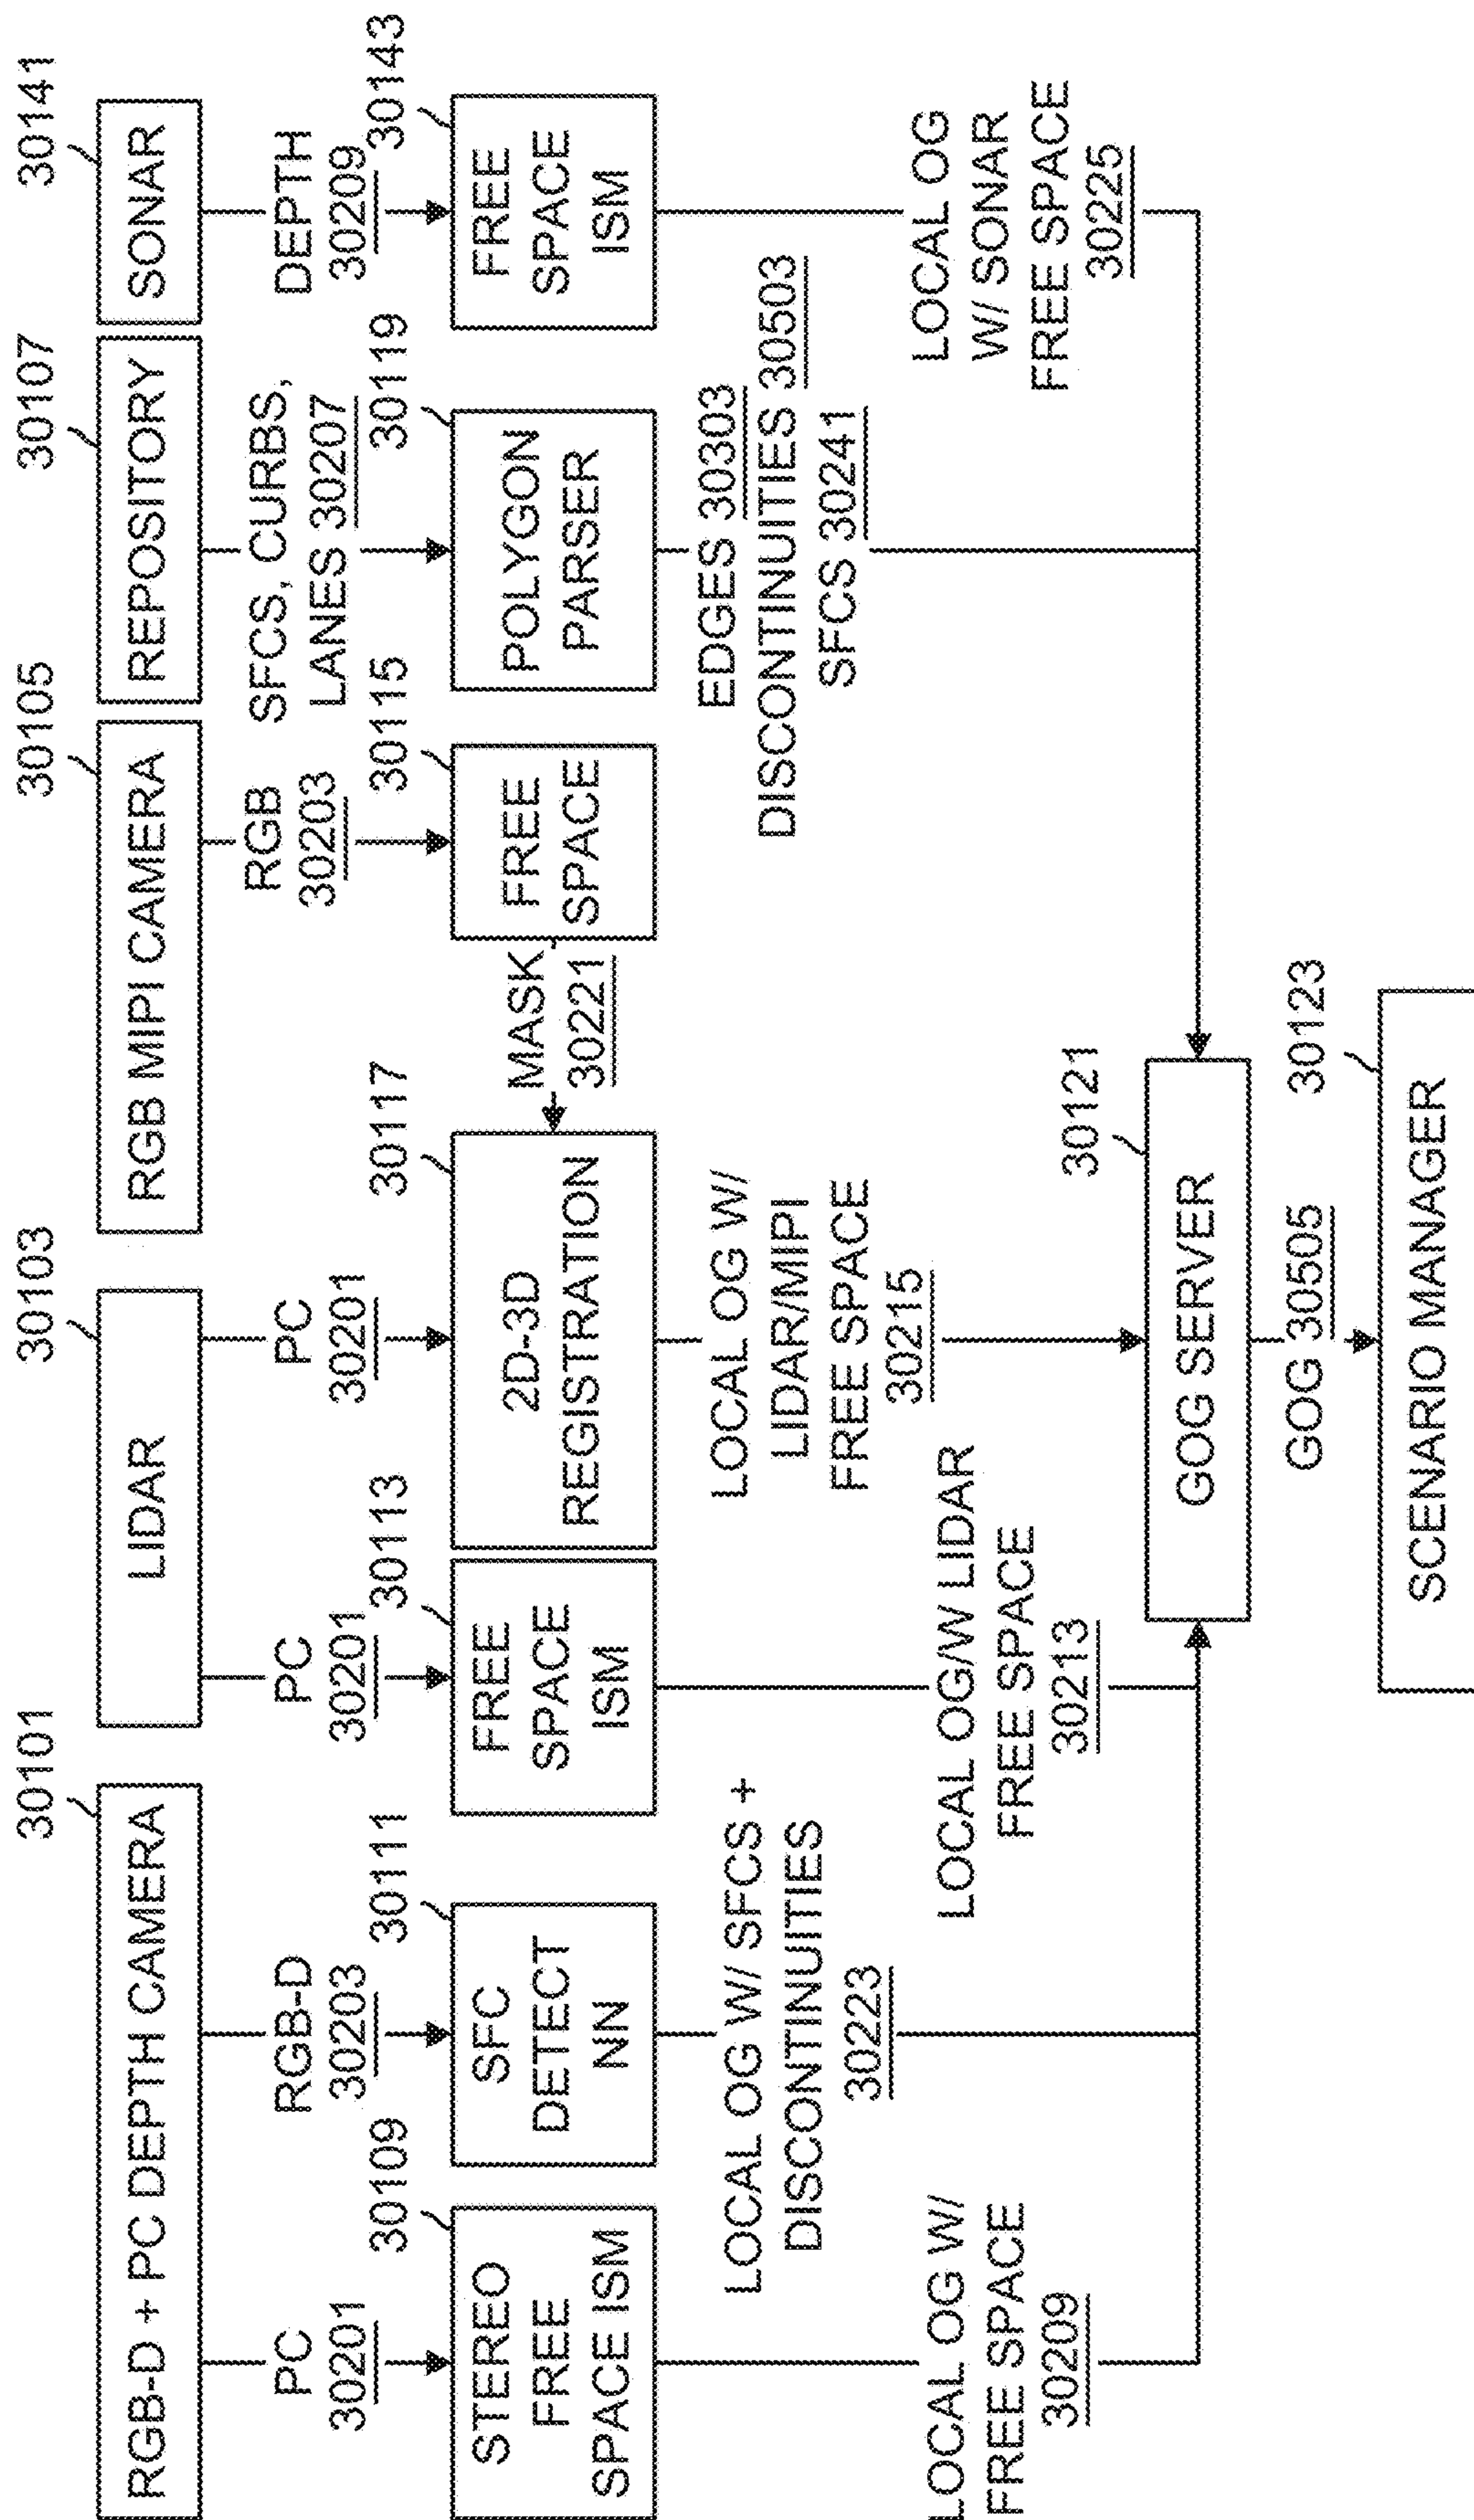 30101
RGB-D + PC DEPTH CAMERA
30103
LIDAR
30105
RGB MIPI CAMERA
30107
REPOSITORY
30141
SONAR
PC
30201
RGB-D
30203
PC
30201
PC
30201
RGB
30203
SFCS, CURBS,
LANES 30207
DEPTH
30209
30109
STEREO
FREE
SPACE ISM
30111
SFC
DETECT
NN
30113
FREE
SPACE
ISM
30117
2D-3D
REGISTRATION
MASK
30221
30115
FREE
SPACE
30119
POLYGON
PARSER
30143
FREE
SPACE
ISM
LOCAL OG W/
FREE SPACE
30209
LOCAL OG W/ SFCS +
DISCONTINUITIES
30223
LOCAL OG/W LIDAR
FREE SPACE
30213
LOCAL OG W/
LIDAR/MIPI
FREE SPACE
30215
EDGES 30303
DISCONTINUITIES 30503
SFCS 30241
LOCAL OG
W/ SONAR
FREE SPACE
30225
30121
GOG SERVER
GOG 30505
30123
SCENARIO MANAGER